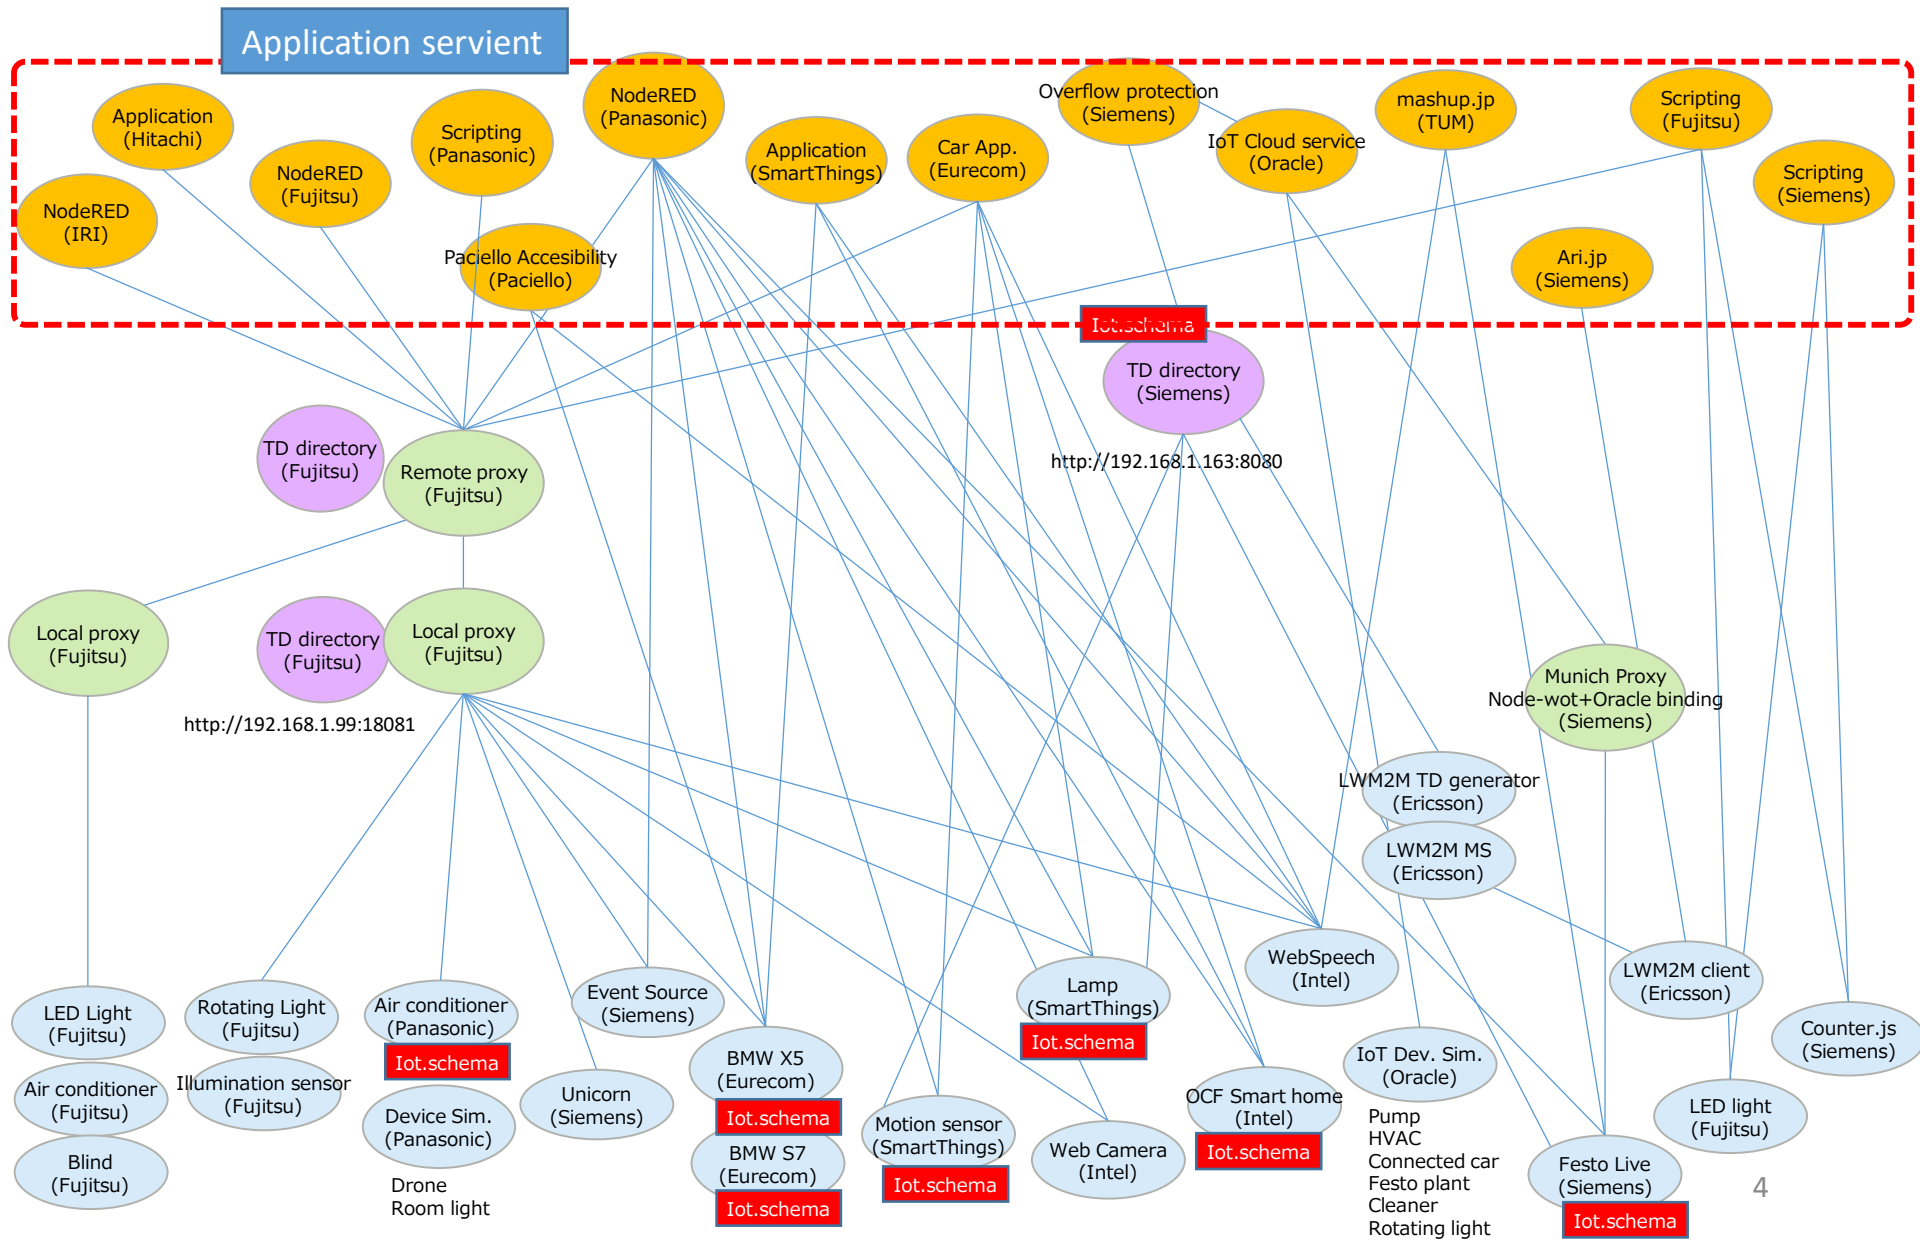 Application servient
Application
(Hitachi)
NodeRED
(IRI)
NodeRED
(Fujitsu)
Scripting
(Panasonic)
NodeRED
(Panasonic)
Paciello Accesibility
(Paciello)
Application
(SmartThings)
Car App.
(Eurecom)
Overflow protection
(Siemens)
IoT Cloud service
(Oracle)
mashup.jp
(TUM)
Scripting
(Fujitsu)
Scripting
(Siemens)
Ari.jp
(Siemens)
Iot.schema
TD directory
(Siemens)
http://192.168.1.163:8080
TD directory
(Fujitsu)
Remote proxy
(Fujitsu)
Local proxy
(Fujitsu)
TD directory
(Fujitsu)
Local proxy
(Fujitsu)
http://192.168.1.99:18081
Munich Proxy
Node-wot+Oracle binding
(Siemens)
LWM2M TD generator
(Ericsson)
LWM2M MS
(Ericsson)
WebSpeech
(Intel)
LWM2M client
(Ericsson)
LED Light
(Fujitsu)
Air conditioner
(Fujitsu)
Blind
(Fujitsu)
Rotating Light
(Fujitsu)
Illumination sensor
(Fujitsu)
Air conditioner
(Panasonic)
Iot.schema
Device Sim.
(Panasonic)
Drone
Room light
Event Source
(Siemens)
Unicorn
(Siemens)
BMW X5
(Eurecom)
Iot.schema
BMW S7
(Eurecom)
Iot.schema
Motion sensor
(SmartThings)
Iot.schema
Lamp
(SmartThings)
Iot.schema
Web Camera
(Intel)
OCF Smart home
(Intel)
Iot.schema
IoT Dev. Sim.
(Oracle)
Pump
HVAC
Connected car
Festo plant
Cleaner
Rotating light
Festo Live
(Siemens)
Iot.schema
LED light
(Fujitsu)
Counter.js
(Siemens)
4